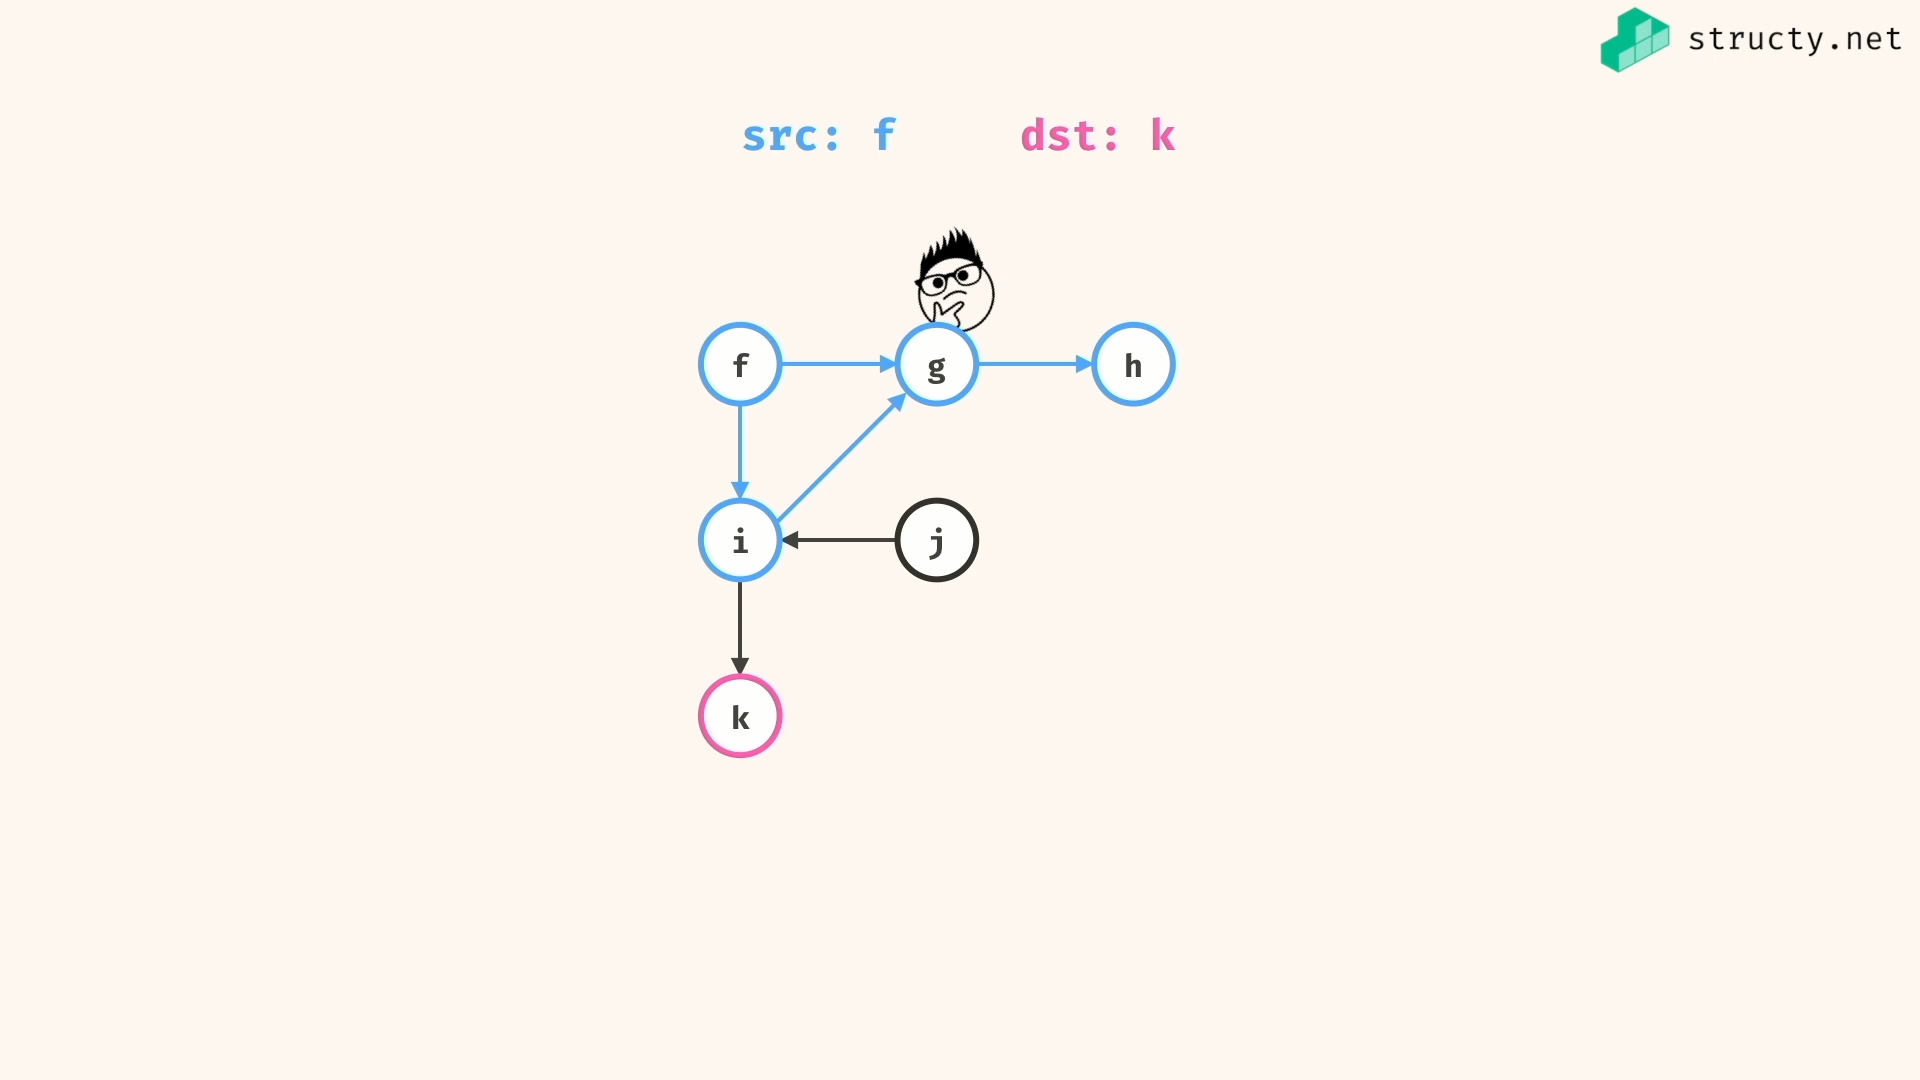 structy.net
src: f dst: k
f g h
i j
k